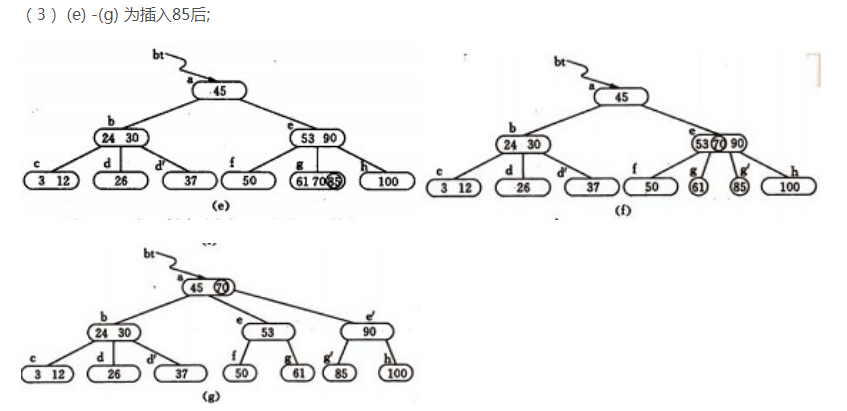 （3）(e) -(g) 为插入85后;
bt
a
45
b
e
24 30
53 90
c
d
d'
f
g
h
3 12
26
37
50
61 70 85
100
(e)
bt
a
45
b
e
24 30
53 70 90
c
d
d'
f
g
g'
h
3 12
26
37
50
61
85
100
(f)
bt
a
45 70
b
e
e'
24 30
53
90
c
d
d'
f
g
g'
h
3 12
26
37
50
61
85
100
(g)